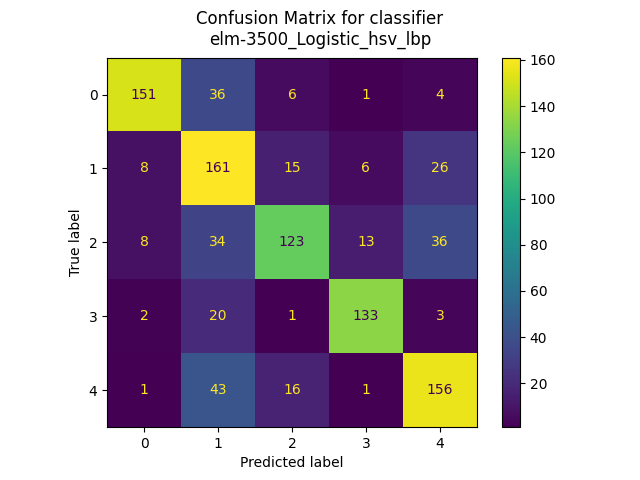 Confusion Matrix for classifier
elm-3500_Logistic_hsv_lbp
True label
0 151 36 6 1 4
1 8 161 15 6 26
2 8 34 123 13 36
3 2 20 1 133 3
4 1 43 16 1 156
0 1 2 3 4
Predicted label
160
140
120
100
80
60
40
20